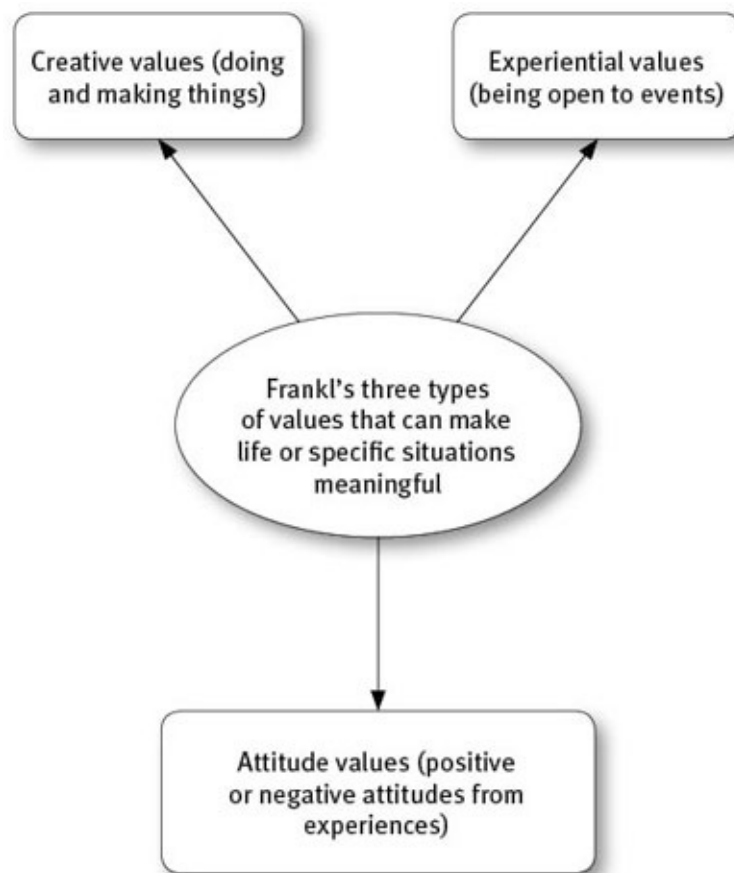 Creative values (doing
and making things)
Experiential values
(being open to events)
Frankl's three types
of values that can make
life or specific situations
meaningful
Attitude values (positive
or negative attitudes from
experiences)